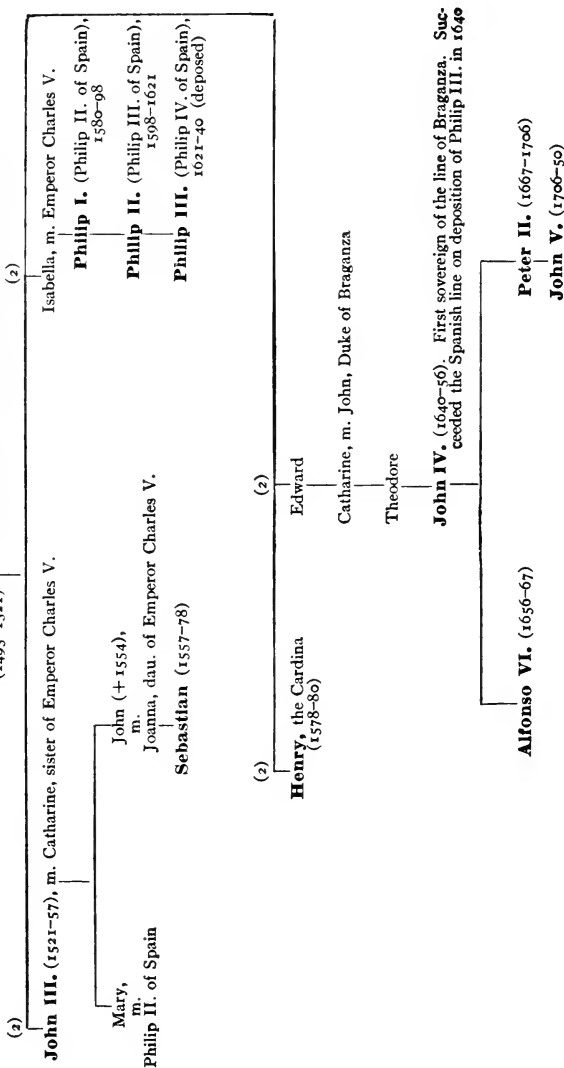 (2)
John III. (1521–57), m. Catharine, sister of Emperor Charles V.
Mary,
m.
Philip II. of Spain
John (+ 1554),
m.
Joanna, dau. of Emperor Charles V.
Sebastian (1557–78)
(2)
Isabella, m. Emperor Charles V.
Philip I. (Philip II. of Spain),
1580–98
Philip II. (Philip III. of Spain),
1598–1621
Philip III. (Philip IV. of Spain),
1621–40 (deposed)
(2)
Henry, the Cardina
(1578–80)
(2)
Edward
Catharine, m. John, Duke of Braganza
Theodore
John IV. (1640–56). First sovereign of the line of Braganza. Suc-
ceeded the Spanish line on deposition of Philip III. in 1640
Alfonso VI. (1656–67)
Peter II. (1667–1706)
John V. (1706–50)